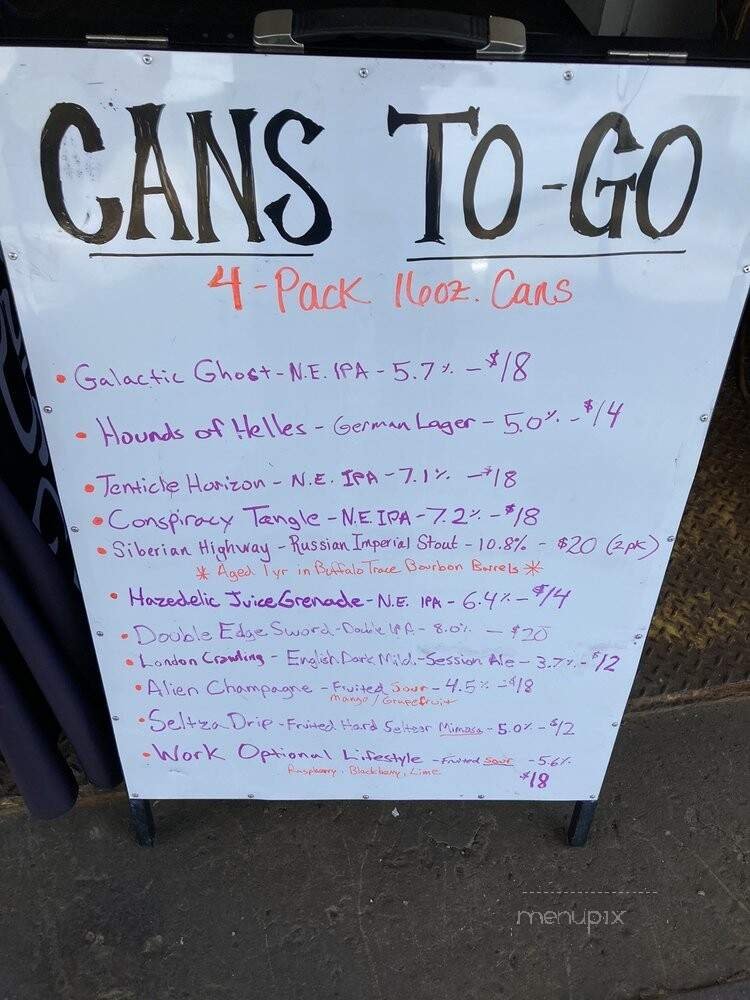 CANS TO-GO
4-Pack 16oz. Cans
• Galactic Ghost - N.E. IPA - 5.7% - $18
• Hounds of Helles - German Lager - 5.0% - $14
• Tenticle Horizon - N.E. IPA - 7.1% - $18
• Conspiracy Tangle - N.E. IPA - 7.2% - $18
• Siberian Highway - Russian Imperial Stout - 10.8% - $20 (2pk)
* Aged 1yr in Buffalo Trace Bourbon Barrels *
• Hazedelic Juice Grenade - N.E. IPA - 6.4% - $14
• Double Edge Sword - Double IPA - 8.0% - $20
• London Crawling - English Dark Mild - Session Ale - 3.7% - $12
• Alien Champagne - Fruited Sour - 4.5% - $18
Mango / Grapefruit
• Seltza Drip - Fruited Hard Seltzer Mimosa - 5.0% - $12
• Work Optional Lifestyle - Fruited Sour - 5.6%
Raspberry, Blackberry, Lime $18
menupix